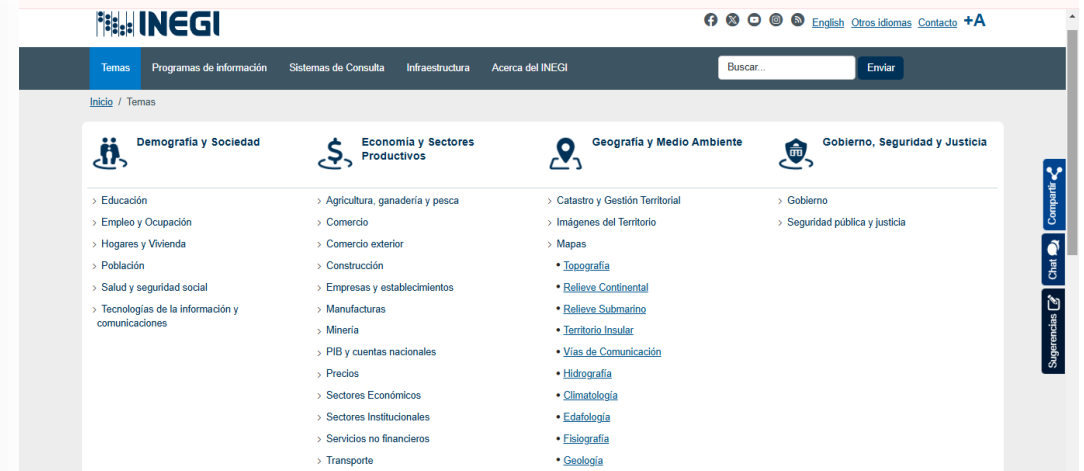 INEGI
English Otros idiomas Contacto +A
Temas Programas de información Sistemas de Consulta Infraestructura Acerca del INEGI Buscar... Enviar
Inicio / Temas
Demografía y Sociedad
> Educación
> Empleo y Ocupación
> Hogares y Vivienda
> Población
> Salud y seguridad social
> Tecnologías de la información y
comunicaciones
Economía y Sectores
Productivos
> Agricultura, ganadería y pesca
> Comercio
> Comercio exterior
> Construcción
> Empresas y establecimientos
> Manufacturas
> Minería
> PIB y cuentas nacionales
> Precios
> Sectores Económicos
> Sectores Institucionales
> Servicios no financieros
> Transporte
Geografía y Medio Ambiente
> Catastro y Gestión Territorial
> Imágenes del Territorio
> Mapas
• Topografía
• Relieve Continental
• Relieve Submarino
• Territorio Insular
• Vías de Comunicación
• Hidrografía
• Climatología
• Edafología
• Fisiografía
• Geología
Gobierno, Seguridad y Justicia
> Gobierno
> Seguridad pública y justicia
Compartir
Chat
Sugerencias